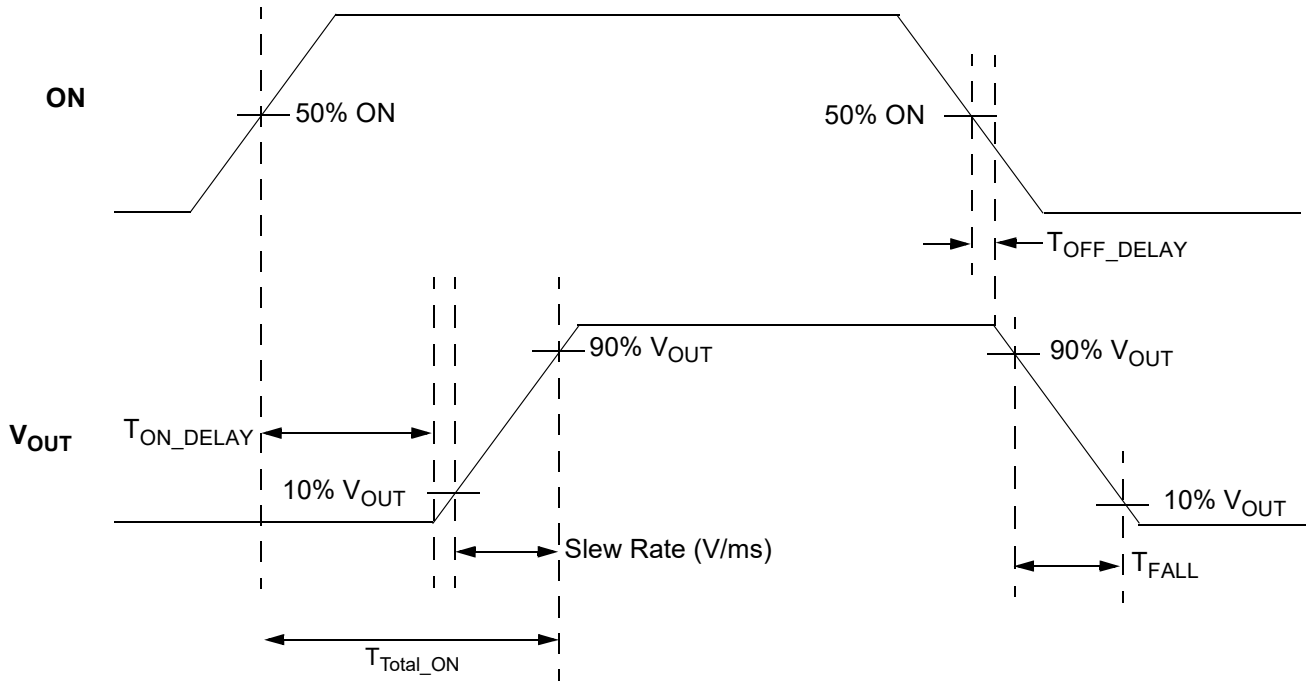 ON
50% ON
50% ON
TOFF_DELAY
90% VOUT
90% VOUT
VOUT
TON_DELAY
10% VOUT
10% VOUT
Slew Rate (V/ms)
TFALL
TTotal_ON